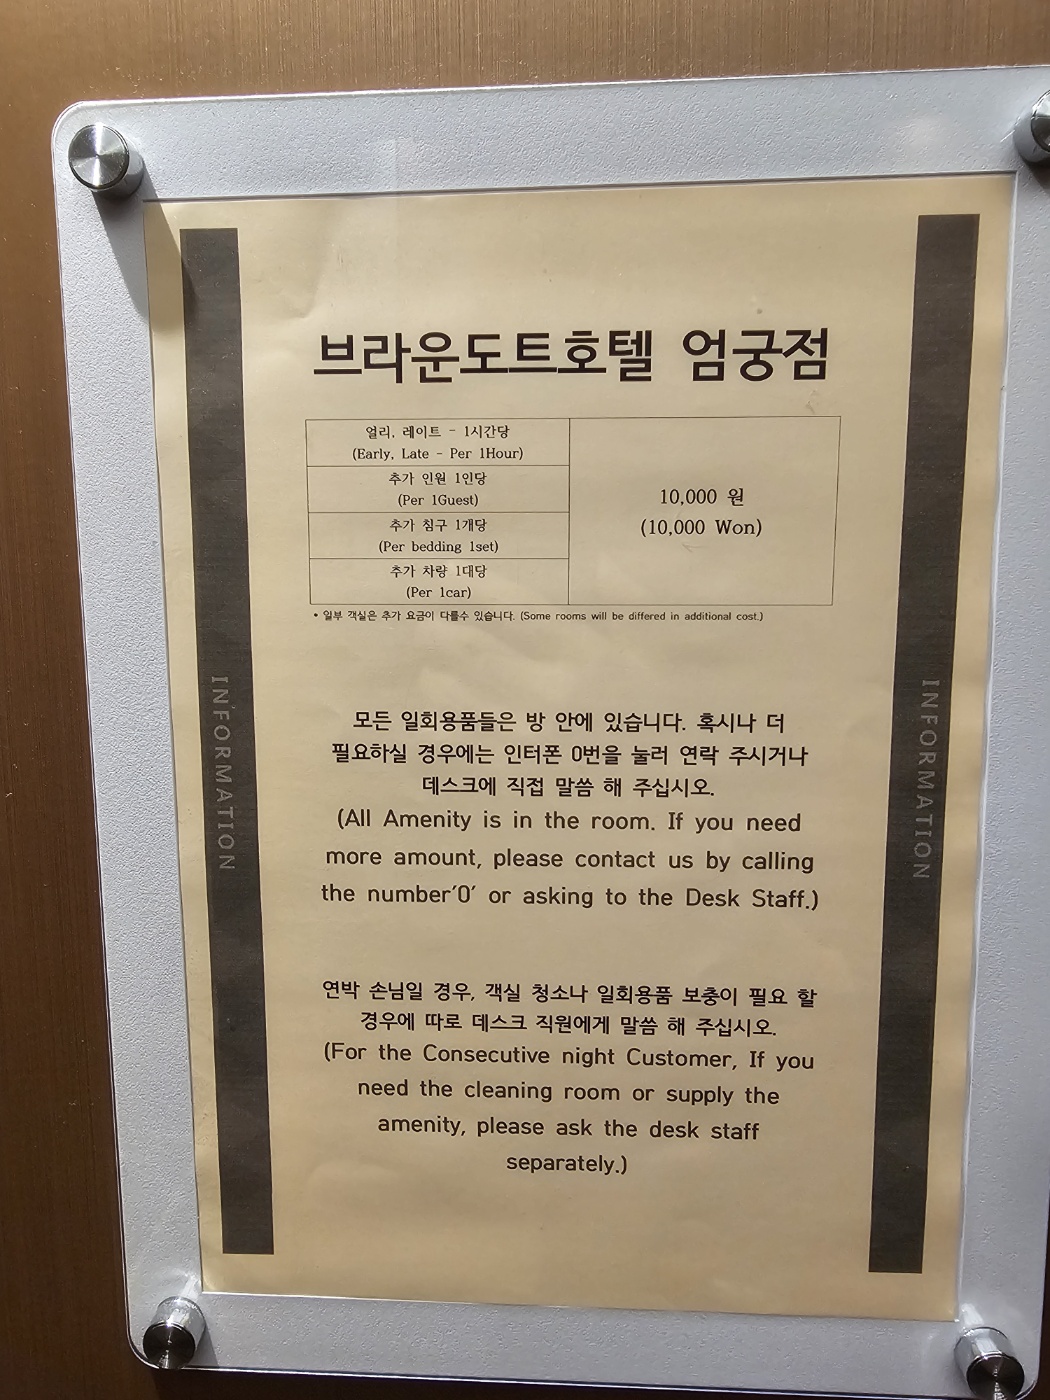 브라운도트호텔 엄궁점
얼리, 레이트 - 1시간당
(Early, Late - Per 1Hour)
추가 인원 1인당
(Per 1Guest)
추가 침구 1개당
(Per bedding 1set)
추가 차량 1대당
(Per 1car)
10,000 원
(10,000 Won)
* 일부 객실은 추가 요금이 다를수 있습니다. (Some rooms will be differed in additional cost.)
INFORMATION
INFORMATION
모든 일회용품들은 방 안에 있습니다. 혹시나 더
필요하실 경우에는 인터폰 0번을 눌러 연락 주시거나
데스크에 직접 말씀 해 주십시오.
(All Amenity is in the room. If you need
more amount, please contact us by calling
the number'0' or asking to the Desk Staff.)
연박 손님일 경우, 객실 청소나 일회용품 보충이 필요 할
경우에 따로 데스크 직원에게 말씀 해 주십시오.
(For the Consecutive night Customer, If you
need the cleaning room or supply the
amenity, please ask the desk staff
separately.)